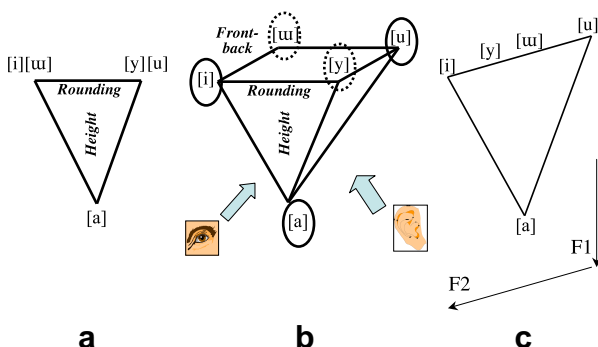 [i][ɯ] [y][u]
Rounding
Height
[a]
a
Front-
back
[ɯ]
[u]
[i]
[y]
Rounding
Height
[a]
b
[u]
[ɯ]
[y]
[i]
[a]
F1
F2
c